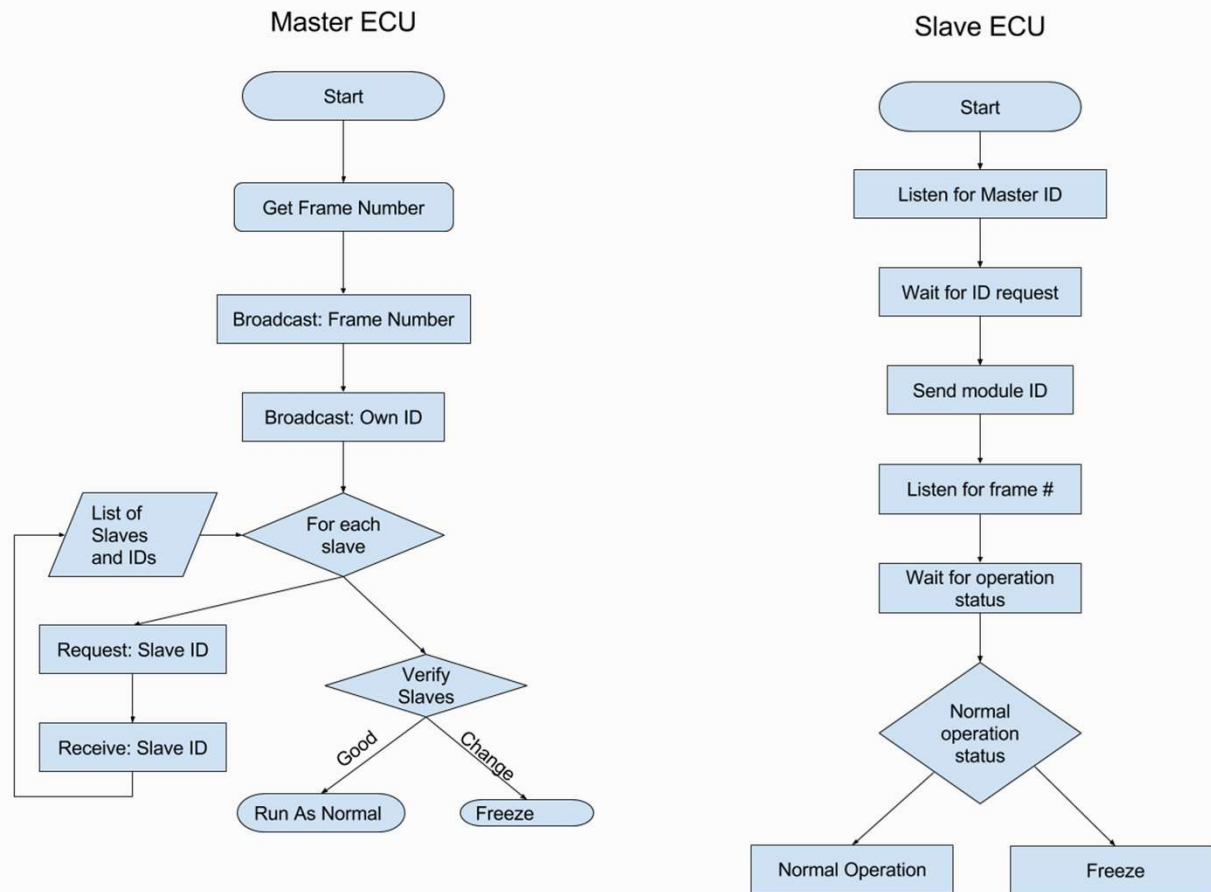 Master ECU
Start
Get Frame Number
Broadcast: Frame Number
Broadcast: Own ID
List of
Slaves
and IDs
For each
slave
Request: Slave ID
Receive: Slave ID
Verify
Slaves
Good
Change
Run As Normal
Freeze
Slave ECU
Start
Listen for Master ID
Wait for ID request
Send module ID
Listen for frame #
Wait for operation
status
Normal
operation
status
Normal Operation
Freeze